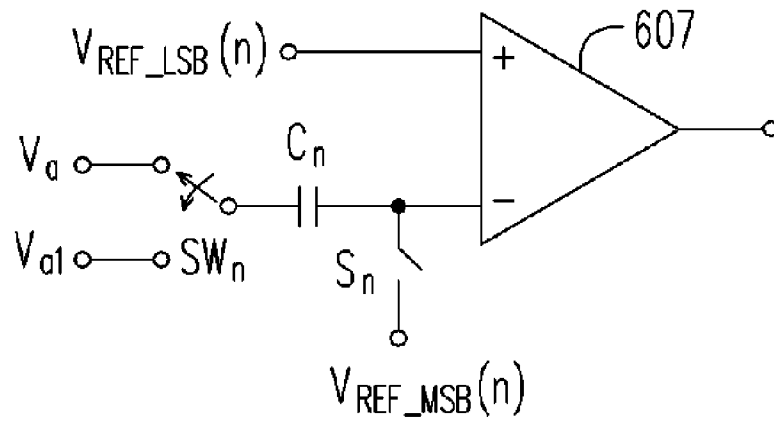 607
V_REF_LSB(n)
+
C_n
V_a
−
V_a1
SW_n
S_n
V_REF_MSB(n)